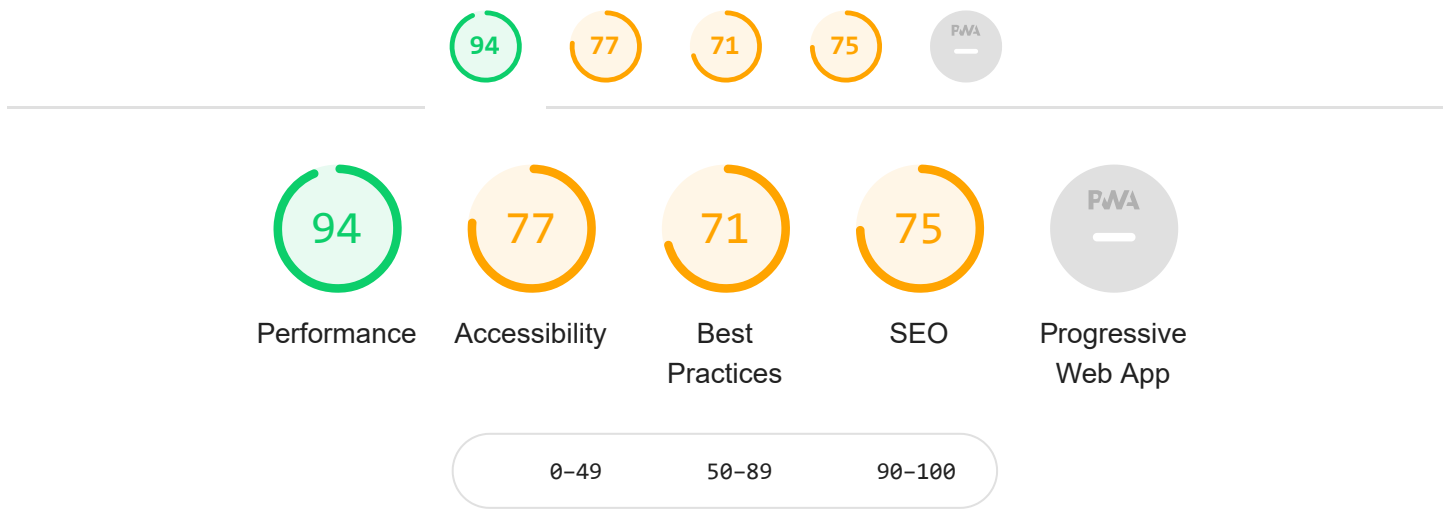 94 77 71 75 PWA
94 77 71 75 PWA
Performance Accessibility Best Practices SEO Progressive Web App
0–49 50–89 90–100